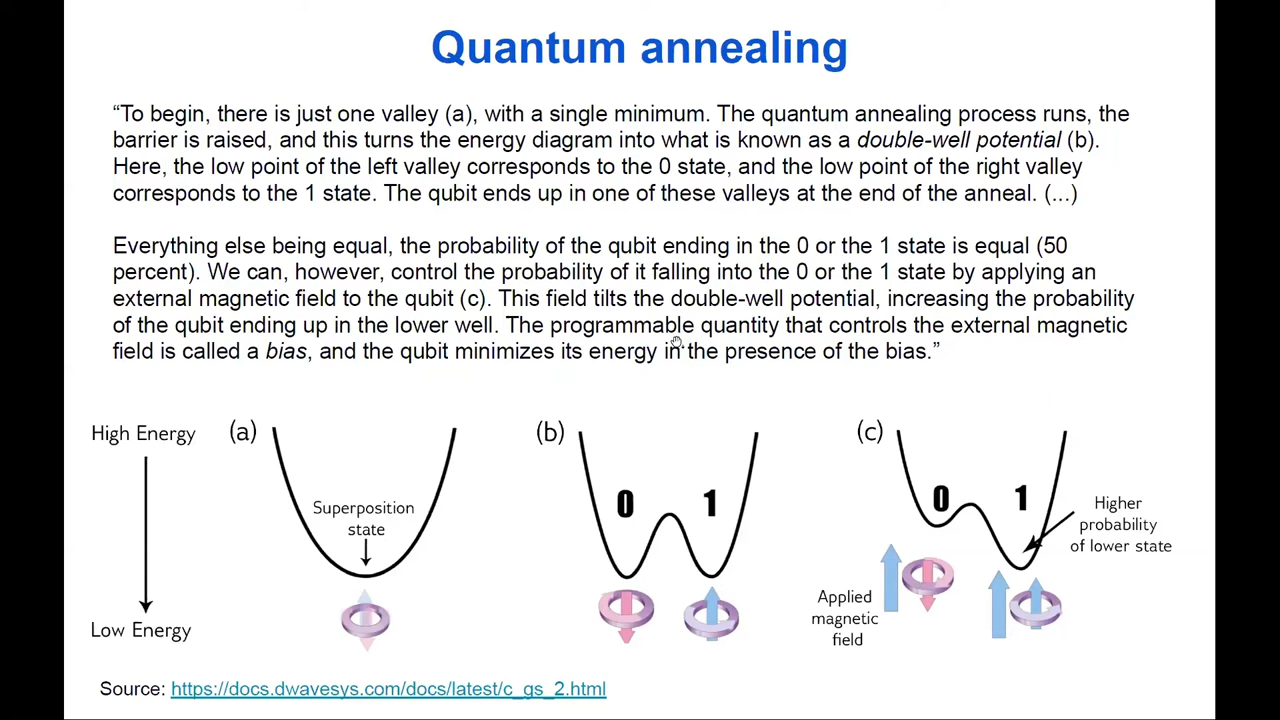 Quantum annealing
“To begin, there is just one valley (a), with a single minimum. The quantum annealing process runs, the
barrier is raised, and this turns the energy diagram into what is known as a double-well potential (b).
Here, the low point of the left valley corresponds to the 0 state, and the low point of the right valley
corresponds to the 1 state. The qubit ends up in one of these valleys at the end of the anneal. (...)
Everything else being equal, the probability of the qubit ending in the 0 or the 1 state is equal (50
percent). We can, however, control the probability of it falling into the 0 or the 1 state by applying an
external magnetic field to the qubit (c). This field tilts the double-well potential, increasing the probability
of the qubit ending up in the lower well. The programmable quantity that controls the external magnetic
field is called a bias, and the qubit minimizes its energy in the presence of the bias.”
High Energy
Low Energy
(a)
Superposition
state
(b)
0 1
(c)
0 1
Higher
probability
of lower state
Applied
magnetic
field
Source: https://docs.dwavesys.com/docs/latest/c_gs_2.html